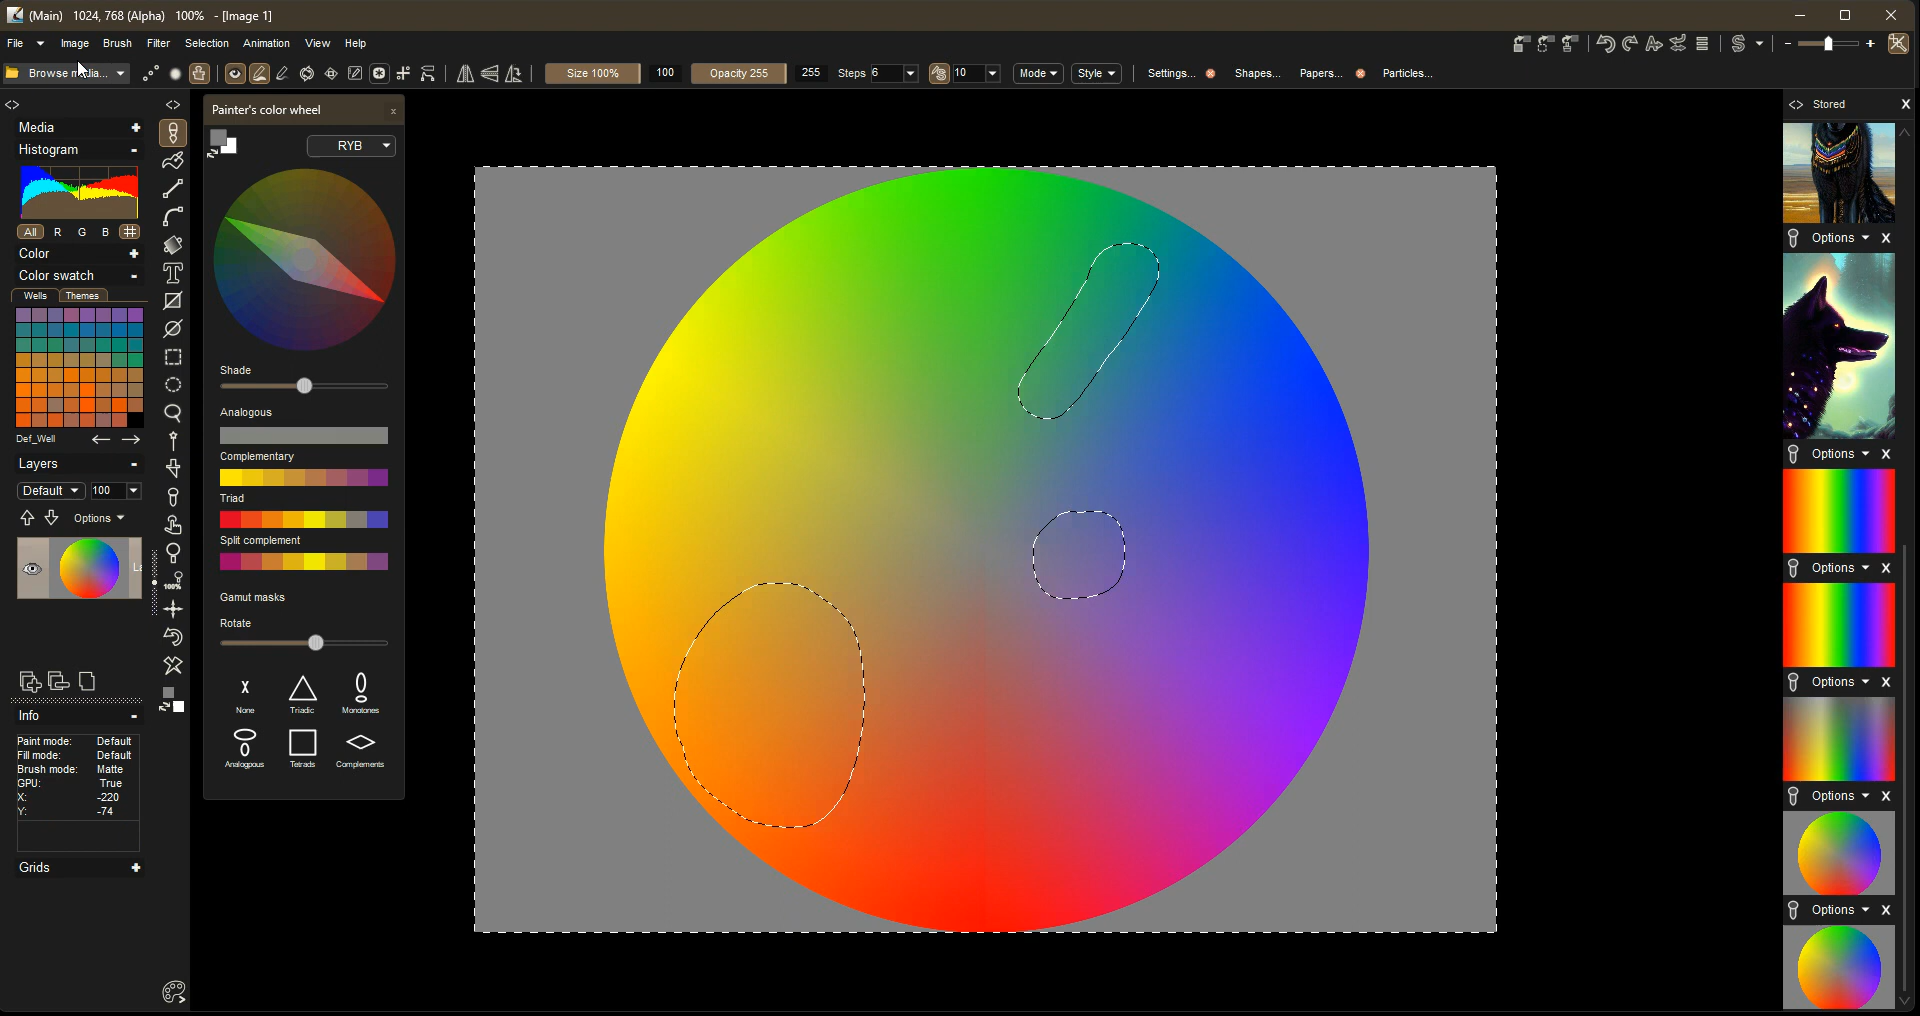 (Main) 1024, 768 (Alpha) 100% - [Image 1]
File Image Brush Filter Selection Animation View Help
Size 100% 100 Opacity 255 255 Steps 6 10 Mode Style Settings... Shapes... Papers... Particles...
Media +
Histogram -
All R G B #
Color +
Color swatch -
Wells Themes
Def_Well
Layers -
Default 100
Options
Info -
Paint mode: Default
Fill mode: Default
Brush mode: Matte
GPU: True
X: -220
Y: -74
Grids +
100%
Painter's color wheel x
RYB
Shade
Analogous
Complementary
Triad
Split complement
Gamut masks
Rotate
X
None Triadic Monotones
Analogpous Tetrads Complements
<> Stored X
Options X
Options X
Options X
Options X
Options X
Options X